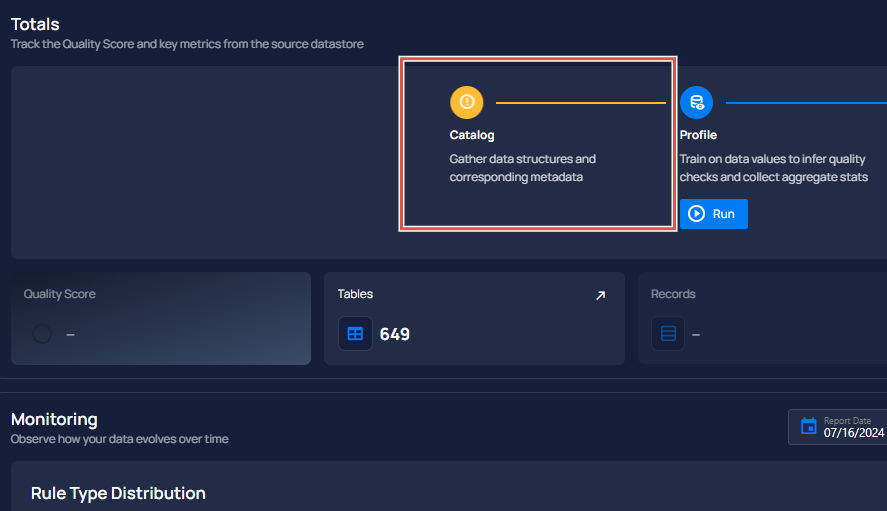 Totals
Track the Quality Score and key metrics from the source datastore
Catalog
Gather data structures and
corresponding metadata
Profile
Train on data values to infer quality
checks and collect aggregate stats
Run
Quality Score
–
Tables
649
Records
–
Monitoring
Observe how your data evolves over time
Report Date
07/16/2024
Rule Type Distribution